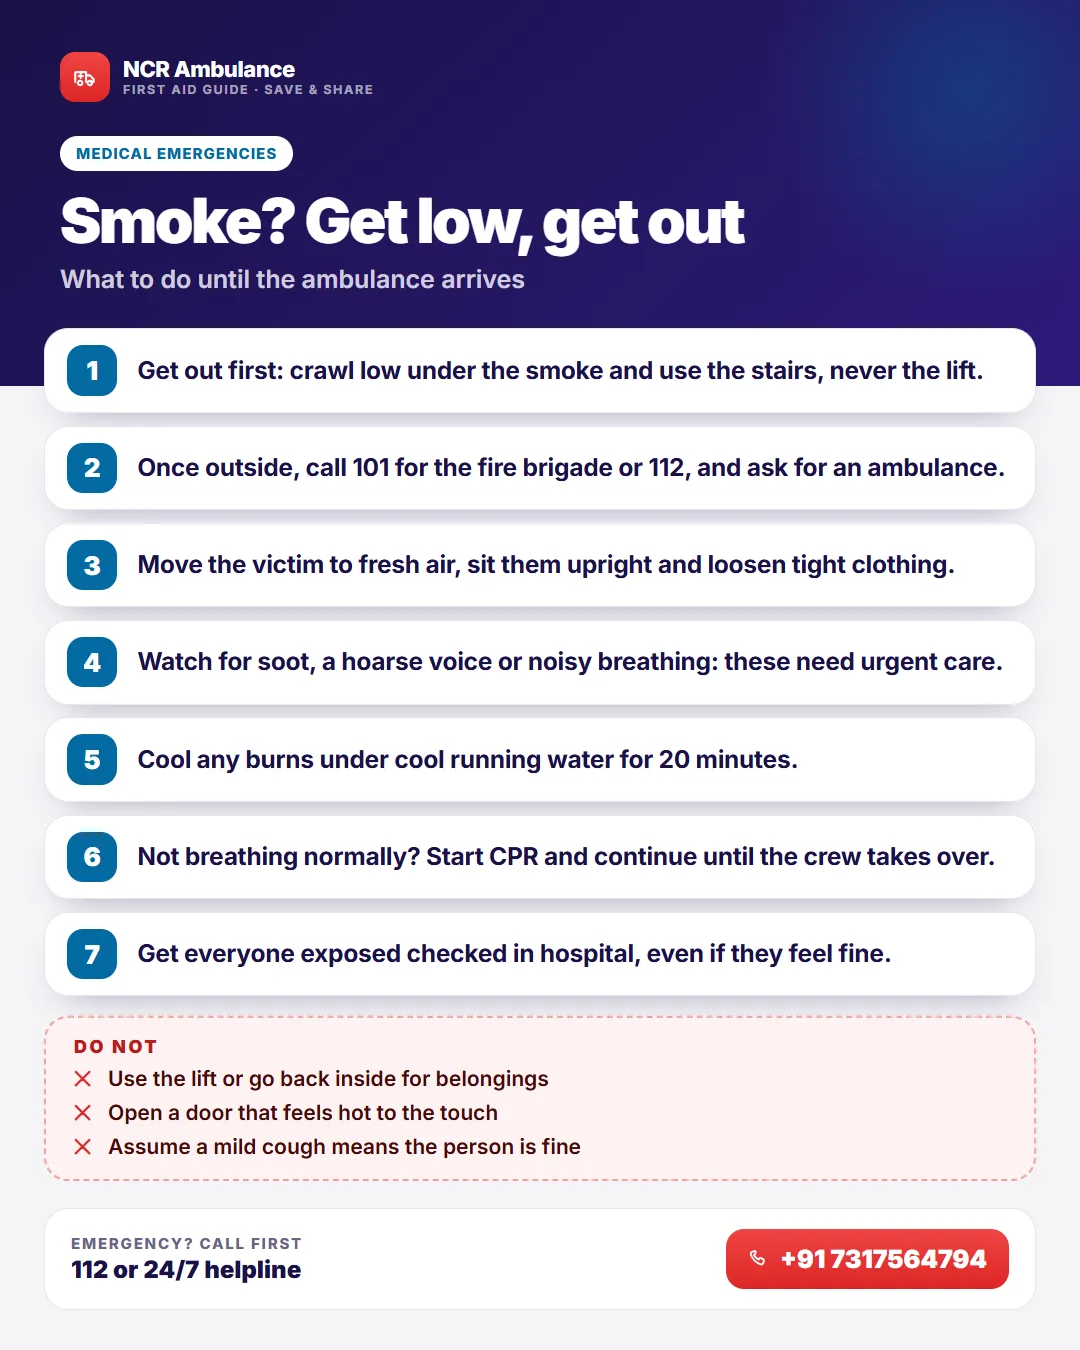 NCR Ambulance
FIRST AID GUIDE · SAVE & SHARE
MEDICAL EMERGENCIES
Smoke? Get low, get out
What to do until the ambulance arrives
1 Get out first: crawl low under the smoke and use the stairs, never the lift.
2 Once outside, call 101 for the fire brigade or 112, and ask for an ambulance.
3 Move the victim to fresh air, sit them upright and loosen tight clothing.
4 Watch for soot, a hoarse voice or noisy breathing: these need urgent care.
5 Cool any burns under cool running water for 20 minutes.
6 Not breathing normally? Start CPR and continue until the crew takes over.
7 Get everyone exposed checked in hospital, even if they feel fine.
DO NOT
Use the lift or go back inside for belongings
Open a door that feels hot to the touch
Assume a mild cough means the person is fine
EMERGENCY? CALL FIRST
112 or 24/7 helpline
+91 7317564794